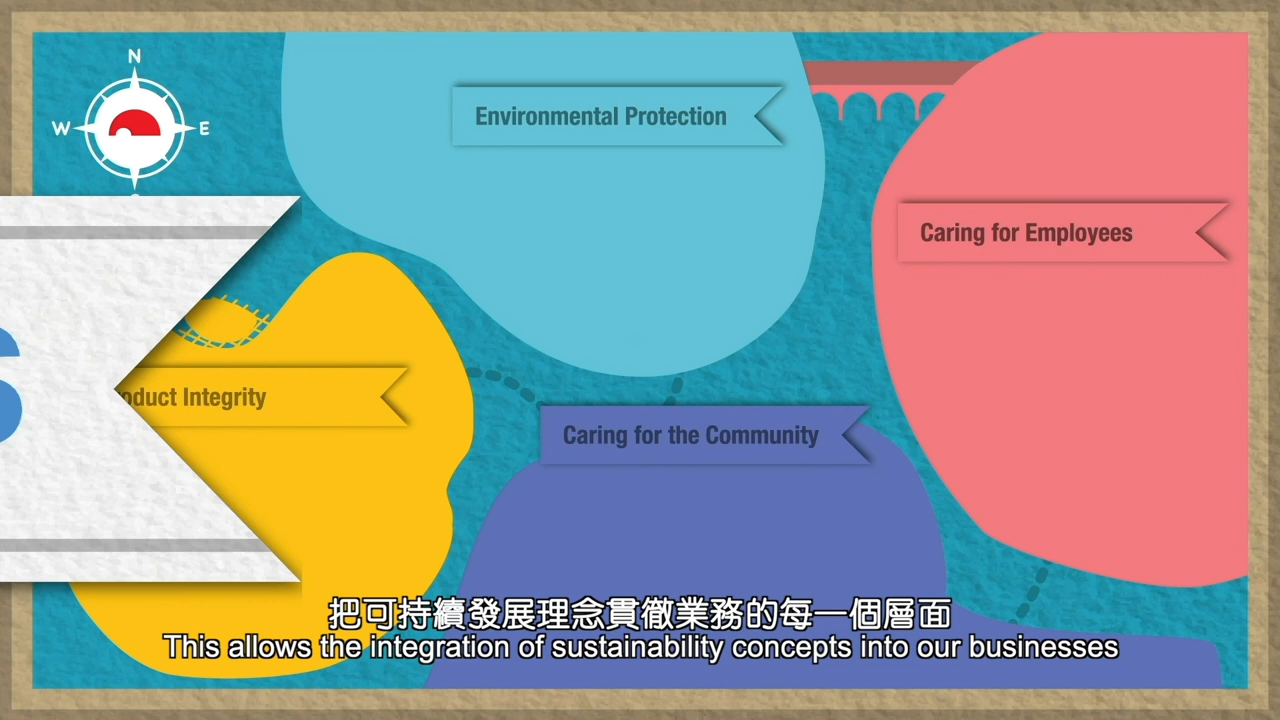 N
W E
Environmental Protection
Caring for Employees
Integrity
Caring for the Community
把可持續發展理念貫徹業務的每一個層面
This allows the integration of sustainability concepts into our businesses